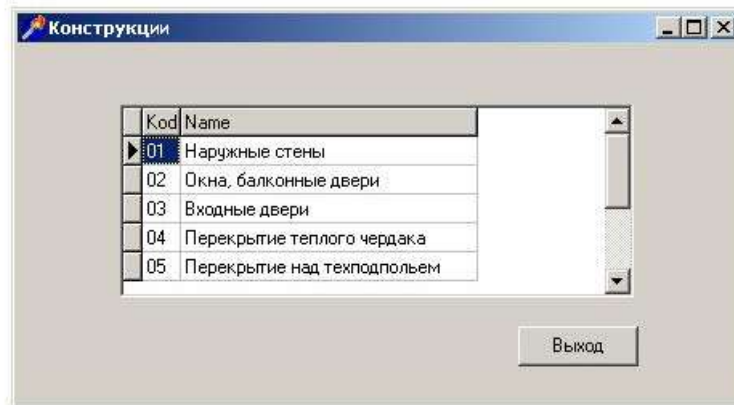 Конструкции
Kod Name
01 Наружные стены
02 Окна, балконные двери
03 Входные двери
04 Перекрытие теплого чердака
05 Перекрытие над техподпольем
Выход